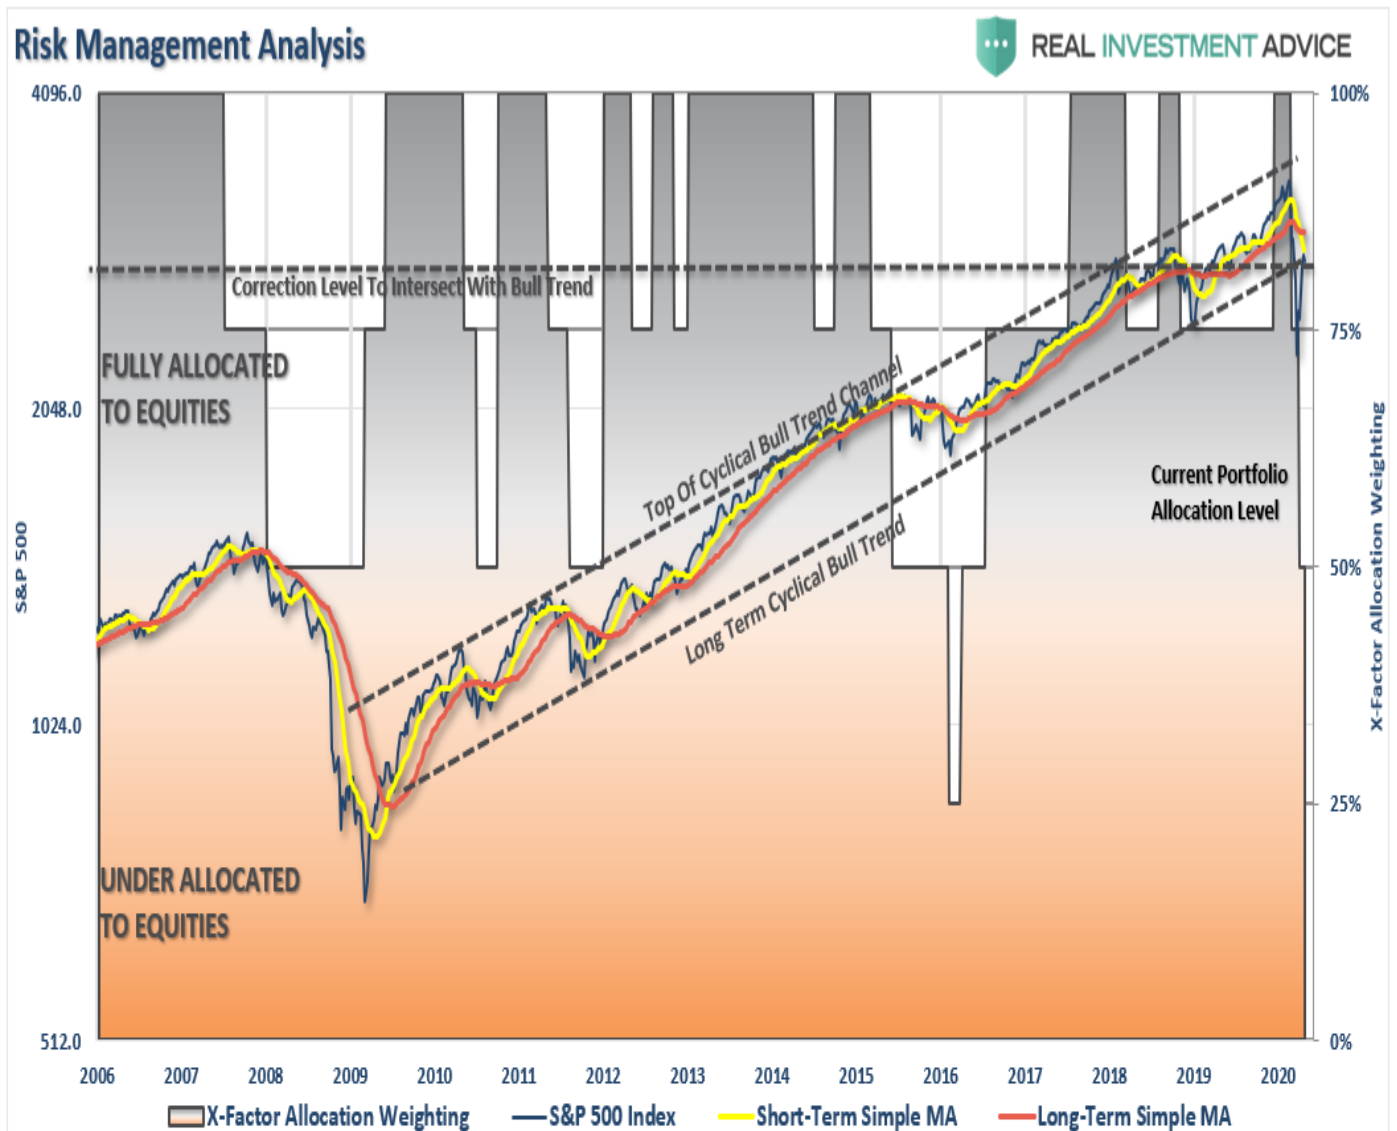 Risk Management Analysis
REAL INVESTMENT ADVICE
4096.0
2048.0
1024.0
512.0
S&P 500
100%
75%
50%
25%
0%
X-Factor Allocation Weighting
Correction Level To Intersect With Bull Trend
FULLY ALLOCATED
TO EQUITIES
Top Of Cyclical Bull Trend Channel
Long Term Cyclical Bull Trend
Current Portfolio
Allocation Level
UNDER ALLOCATED
TO EQUITIES
2006 2007 2008 2009 2010 2011 2012 2013 2014 2015 2016 2017 2018 2019 2020
X-Factor Allocation Weighting S&P 500 Index Short-Term Simple MA Long-Term Simple MA